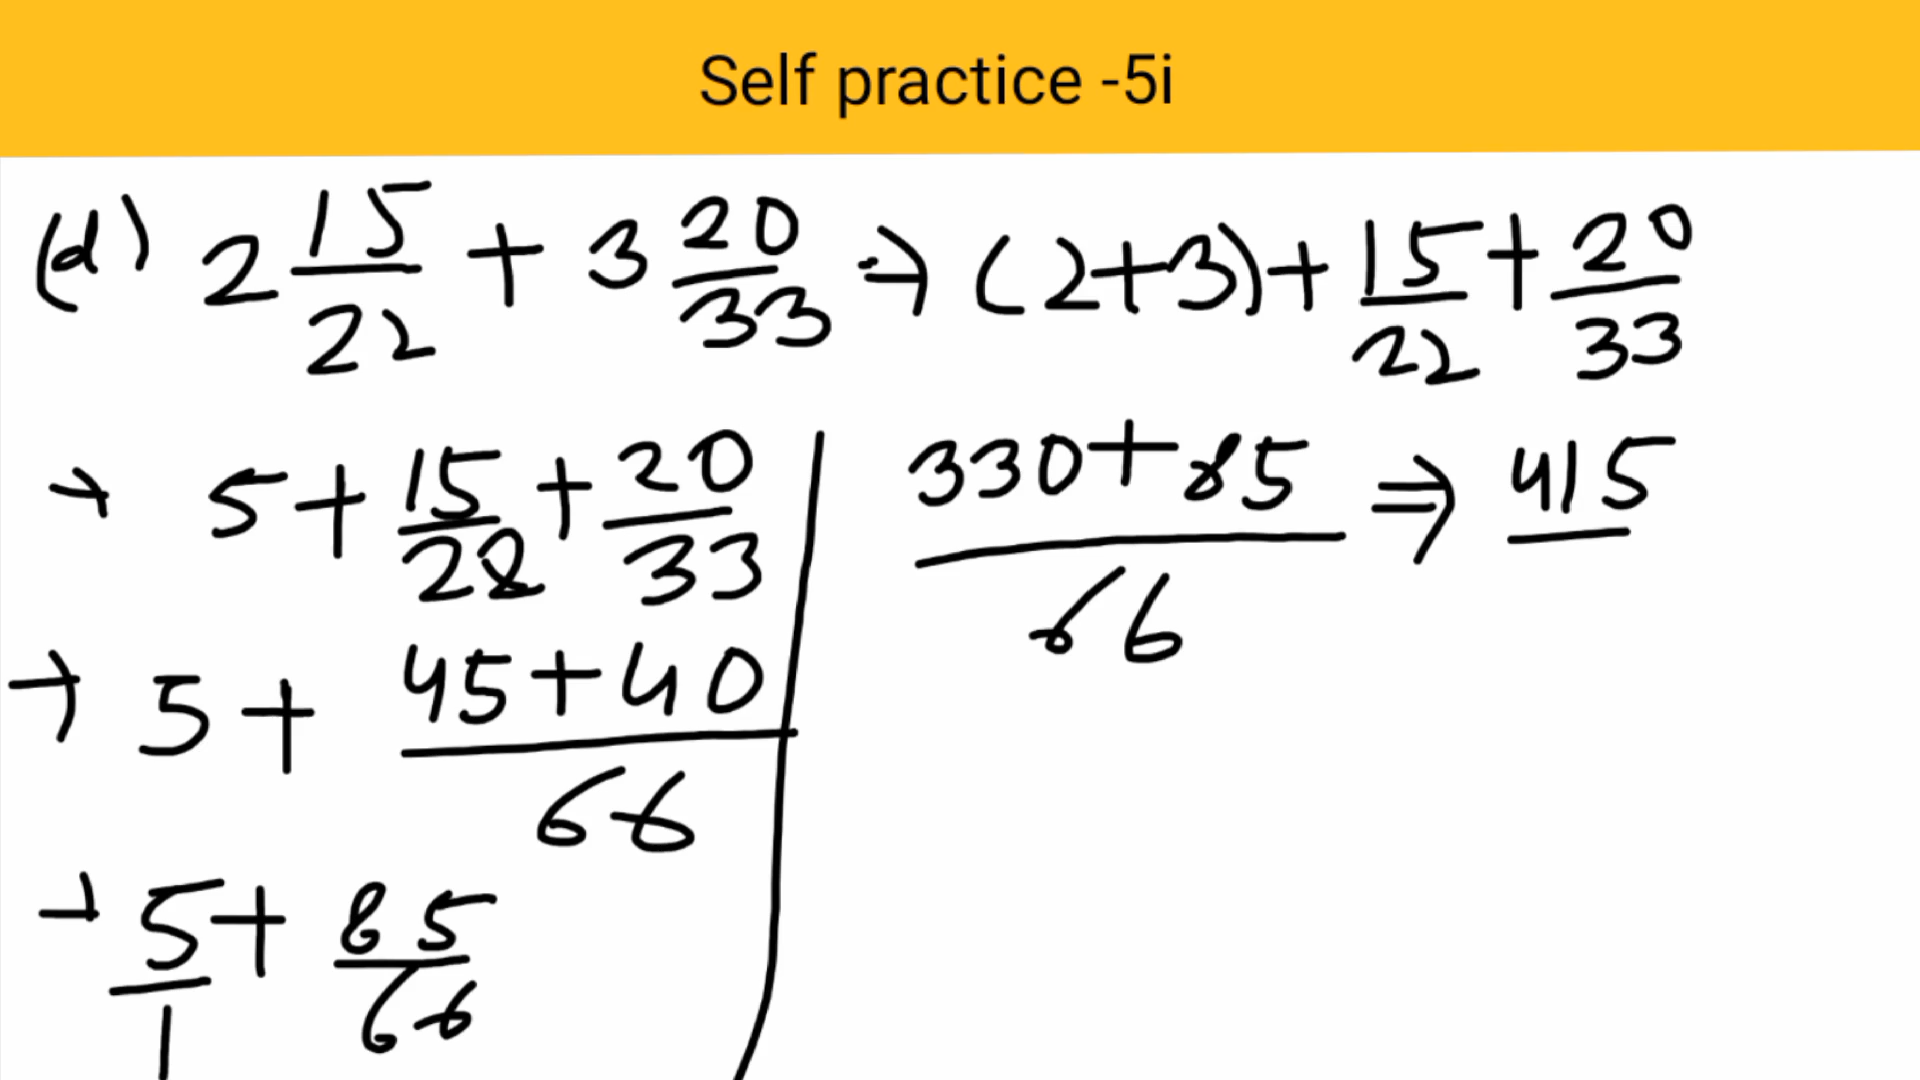 Self practice -5i
(d) 2 15/22 + 3 20/33 ⇒ (2+3) + 15/22 + 20/33
→ 5 + 15/22 + 20/33
→ 5 + 45+40/66
→ 5/1 + 85/66
330+85/66 ⇒ 415